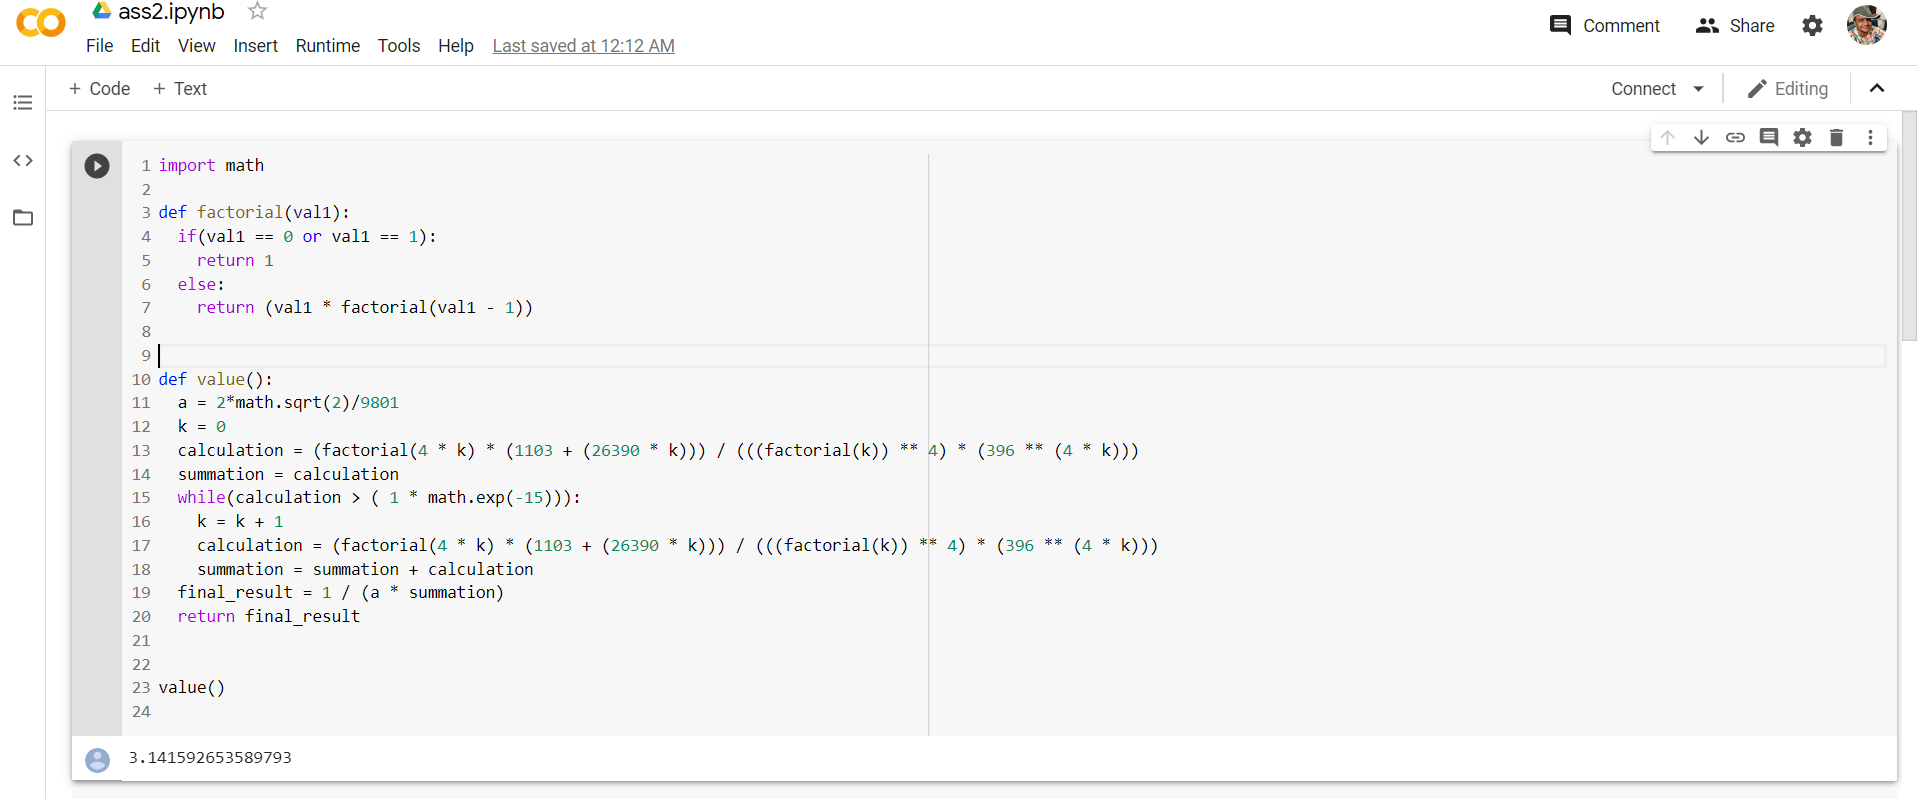 ass2.ipynb
File Edit View Insert Runtime Tools Help Last saved at 12:12 AM
Comment Share
+ Code + Text
Connect Editing
1 import math
2
3 def factorial(val1):
4   if(val1 == 0 or val1 == 1):
5     return 1
6   else:
7     return (val1 * factorial(val1 - 1))
8
9
10 def value():
11   a = 2*math.sqrt(2)/9801
12   k = 0
13   calculation = (factorial(4 * k) * (1103 + (26390 * k))) / (((factorial(k)) ** 4) * (396 ** (4 * k)))
14   summation = calculation
15   while(calculation > ( 1 * math.exp(-15))):
16     k = k + 1
17     calculation = (factorial(4 * k) * (1103 + (26390 * k))) / (((factorial(k)) ** 4) * (396 ** (4 * k)))
18     summation = summation + calculation
19   final_result = 1 / (a * summation)
20   return final_result
21
22
23 value()
24
3.141592653589793